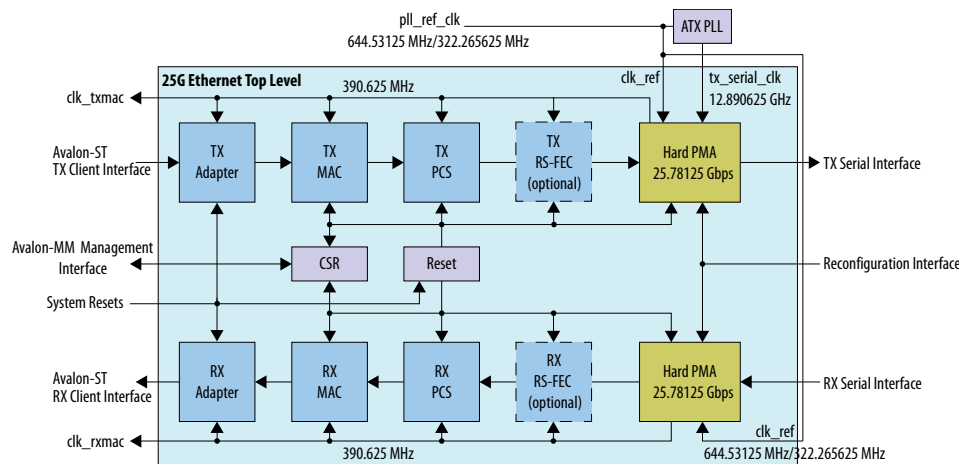 pll_ref_clk
644.53125 MHz/322.265625 MHz
ATX PLL
25G Ethernet Top Level
390.625 MHz
clk_ref
tx_serial_clk
12.890625 GHz
clk_txmac
Avalon-ST
TX Client Interface
TX
Adapter
TX
MAC
TX
PCS
TX
RS-FEC
(optional)
Hard PMA
25.78125 Gbps
TX Serial Interface
Avalon-MM Management
Interface
CSR
Reset
Reconfiguration Interface
System Resets
Avalon-ST
RX Client Interface
RX
Adapter
RX
MAC
RX
PCS
RX
RS-FEC
(optional)
Hard PMA
25.78125 Gbps
RX Serial Interface
clk_rxmac
390.625 MHz
clk_ref
644.53125 MHz/322.265625 MHz